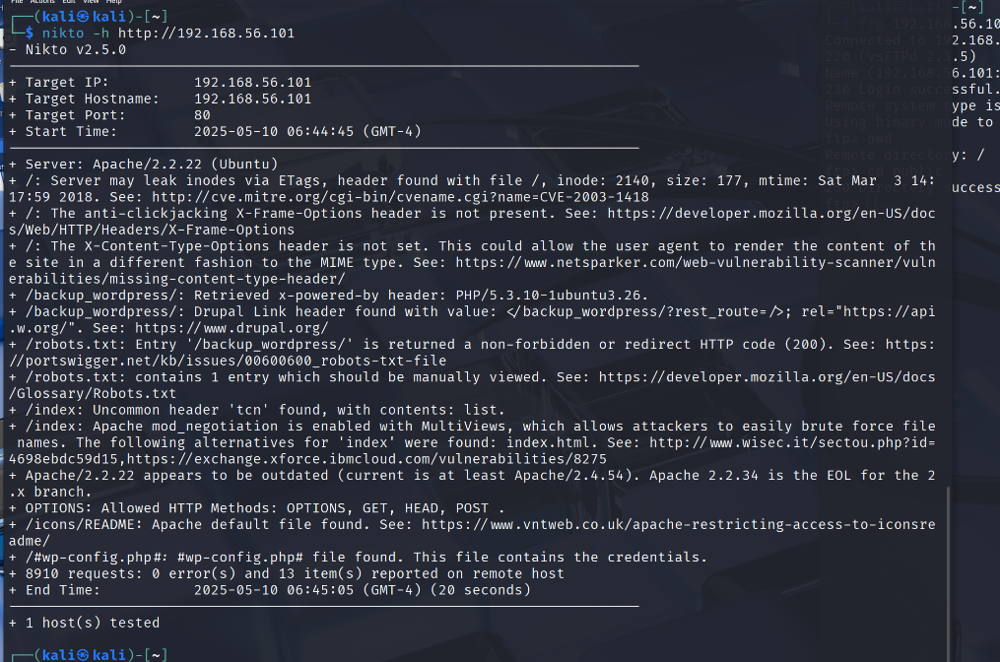 File Actions Edit View Help
┌──(kali㉿kali)-[~]
└─$ nikto -h http://192.168.56.101
- Nikto v2.5.0
+ Target IP: 192.168.56.101
+ Target Hostname: 192.168.56.101
+ Target Port: 80
+ Start Time: 2025-05-10 06:44:45 (GMT-4)
+ Server: Apache/2.2.22 (Ubuntu)
+ /: Server may leak inodes via ETags, header found with file /, inode: 2140, size: 177, mtime: Sat Mar  3 14:
17:59 2018. See: http://cve.mitre.org/cgi-bin/cvename.cgi?name=CVE-2003-1418
+ /: The anti-clickjacking X-Frame-Options header is not present. See: https://developer.mozilla.org/en-US/doc
s/Web/HTTP/Headers/X-Frame-Options
+ /: The X-Content-Type-Options header is not set. This could allow the user agent to render the content of th
e site in a different fashion to the MIME type. See: https://www.netsparker.com/web-vulnerability-scanner/vuln
erabilities/missing-content-type-header/
+ /backup_wordpress/: Retrieved x-powered-by header: PHP/5.3.10-1ubuntu3.26.
+ /backup_wordpress/: Drupal Link header found with value: </backup_wordpress/?rest_route=/>; rel="https://api
.w.org/". See: https://www.drupal.org/
+ /robots.txt: Entry '/backup_wordpress/' is returned a non-forbidden or redirect HTTP code (200). See: https:
//portswigger.net/kb/issues/00600600_robots-txt-file
+ /robots.txt: contains 1 entry which should be manually viewed. See: https://developer.mozilla.org/en-US/docs
/Glossary/Robots.txt
+ /index: Uncommon header 'tcn' found, with contents: list.
+ /index: Apache mod_negotiation is enabled with MultiViews, which allows attackers to easily brute force file
 names. The following alternatives for 'index' were found: index.html. See: http://www.wisec.it/sectou.php?id=
4698ebdc59d15,https://exchange.xforce.ibmcloud.com/vulnerabilities/8275
+ Apache/2.2.22 appears to be outdated (current is at least Apache/2.4.54). Apache 2.2.34 is the EOL for the 2
.x branch.
+ OPTIONS: Allowed HTTP Methods: OPTIONS, GET, HEAD, POST .
+ /icons/README: Apache default file found. See: https://www.vntweb.co.uk/apache-restricting-access-to-iconsre
adme/
+ /#wp-config.php#: #wp-config.php# file found. This file contains the credentials.
+ 8910 requests: 0 error(s) and 13 item(s) reported on remote host
+ End Time: 2025-05-10 06:45:05 (GMT-4) (20 seconds)
+ 1 host(s) tested
┌──(kali㉿kali)-[~]
-[~]
192.168.56.10
Connected to 192.168.
220 (vsFTPd 2.3.5)
Name (192.168.56.101:
230 Login successful.
Remote system type is
Using binary mode to
ftp> pwd
Remote directory: /
success
ftp>